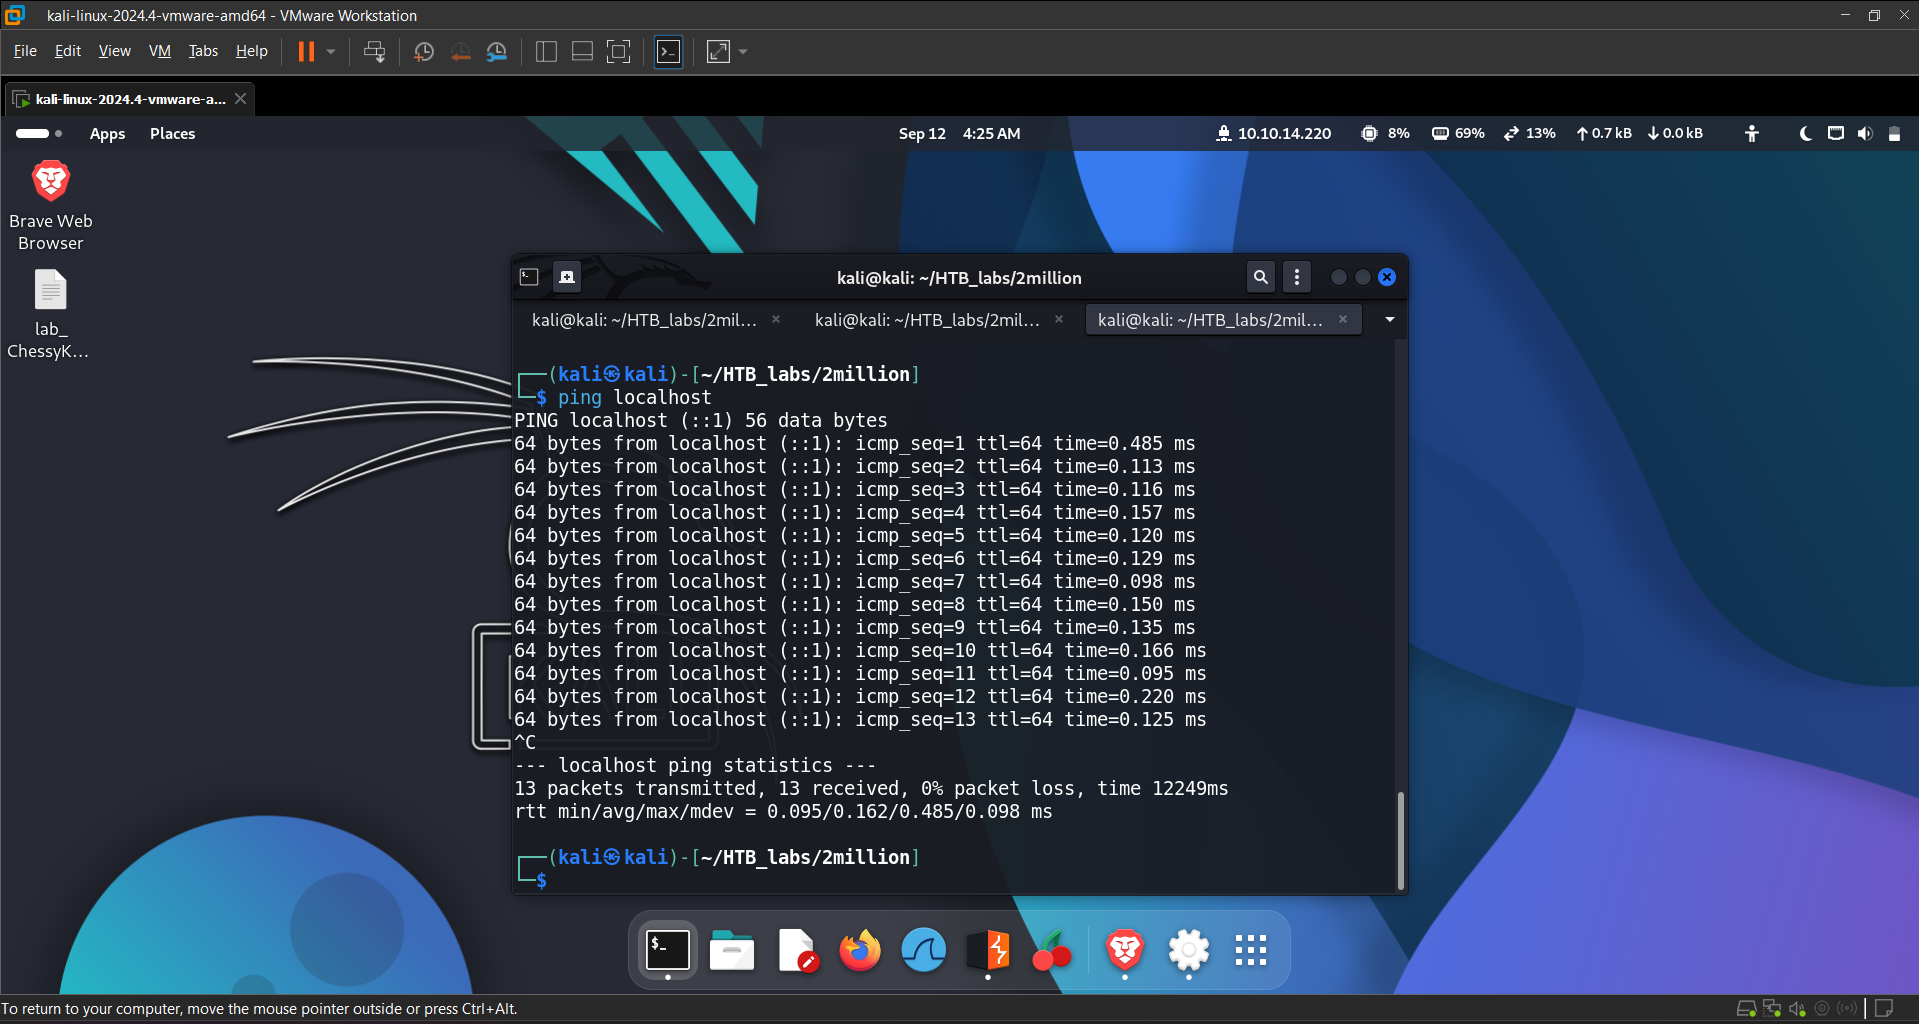 kali-linux-2024.4-vmware-amd64 - VMware Workstation
File Edit View VM Tabs Help
kali-linux-2024.4-vmware-a...
Apps Places Sep 12 4:25 AM 10.10.14.220 8% 69% 13% ↑0.7 kB ↓0.0 kB
Brave Web
Browser
lab_
ChessyK...
kali@kali: ~/HTB_labs/2million
kali@kali: ~/HTB_labs/2mil... kali@kali: ~/HTB_labs/2mil... kali@kali: ~/HTB_labs/2mil...
┌──(kali㉿kali)-[~/HTB_labs/2million]
└─$ ping localhost
PING localhost (::1) 56 data bytes
64 bytes from localhost (::1): icmp_seq=1 ttl=64 time=0.485 ms
64 bytes from localhost (::1): icmp_seq=2 ttl=64 time=0.113 ms
64 bytes from localhost (::1): icmp_seq=3 ttl=64 time=0.116 ms
64 bytes from localhost (::1): icmp_seq=4 ttl=64 time=0.157 ms
64 bytes from localhost (::1): icmp_seq=5 ttl=64 time=0.120 ms
64 bytes from localhost (::1): icmp_seq=6 ttl=64 time=0.129 ms
64 bytes from localhost (::1): icmp_seq=7 ttl=64 time=0.098 ms
64 bytes from localhost (::1): icmp_seq=8 ttl=64 time=0.150 ms
64 bytes from localhost (::1): icmp_seq=9 ttl=64 time=0.135 ms
64 bytes from localhost (::1): icmp_seq=10 ttl=64 time=0.166 ms
64 bytes from localhost (::1): icmp_seq=11 ttl=64 time=0.095 ms
64 bytes from localhost (::1): icmp_seq=12 ttl=64 time=0.220 ms
64 bytes from localhost (::1): icmp_seq=13 ttl=64 time=0.125 ms
^C
--- localhost ping statistics ---
13 packets transmitted, 13 received, 0% packet loss, time 12249ms
rtt min/avg/max/mdev = 0.095/0.162/0.485/0.098 ms
┌──(kali㉿kali)-[~/HTB_labs/2million]
└─$
To return to your computer, move the mouse pointer outside or press Ctrl+Alt.